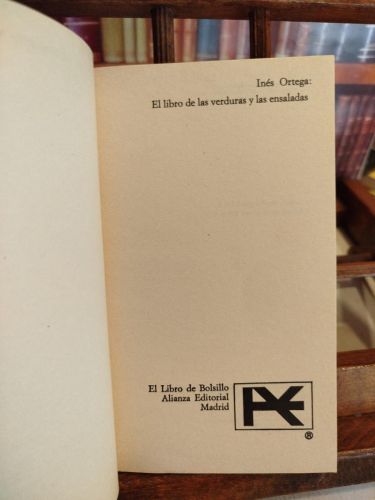 Inés Ortega:
El libro de las verduras y las ensaladas
El Libro de Bolsillo
Alianza Editorial
Madrid
®